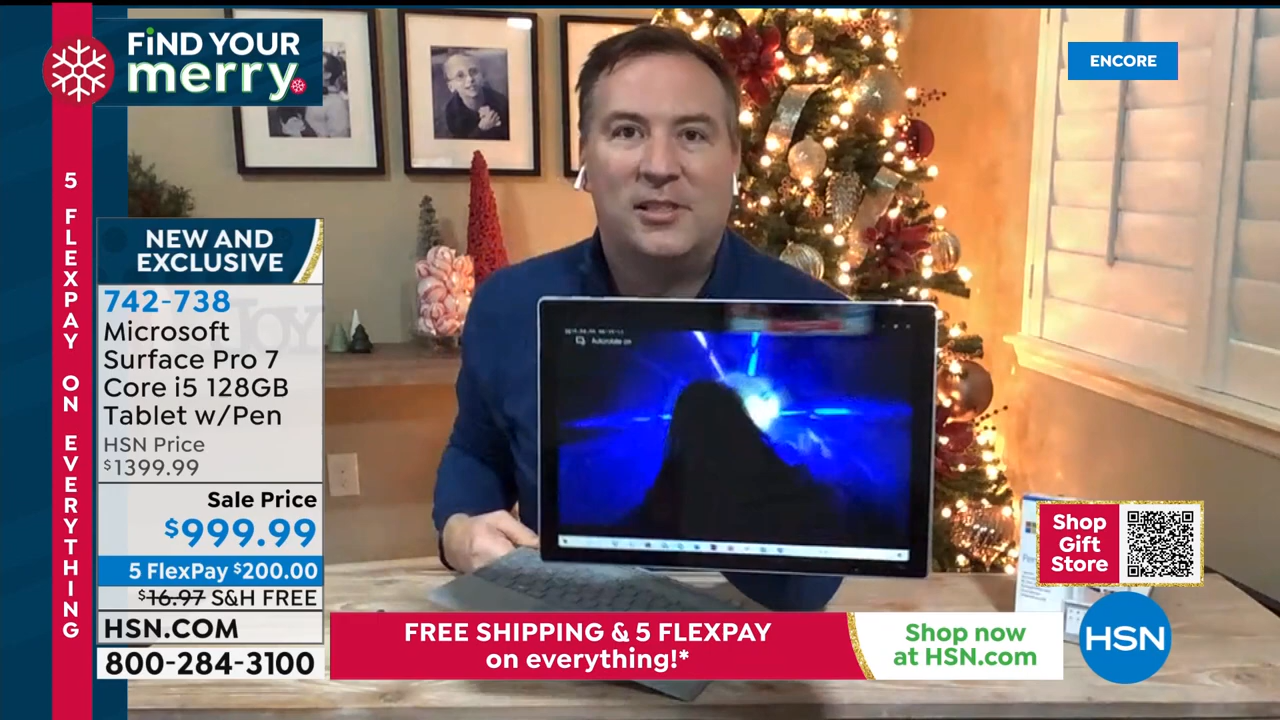 FiND YOUR
merry
ENCORE
5 FLEXPAY ON EVERYTHING
NEW AND
EXCLUSIVE
742-738
Microsoft
Surface Pro 7
Core i5 128GB
Tablet w/Pen
HSN Price
$1399.99
Sale Price
$999.99
5 FlexPay $200.00
$16.97 S&H FREE
HSN.COM
800-284-3100
JOY
Autorotate on
FREE SHIPPING & 5 FLEXPAY
on everything!*
Shop now
at HSN.com
Shop
Gift
Store
HSN